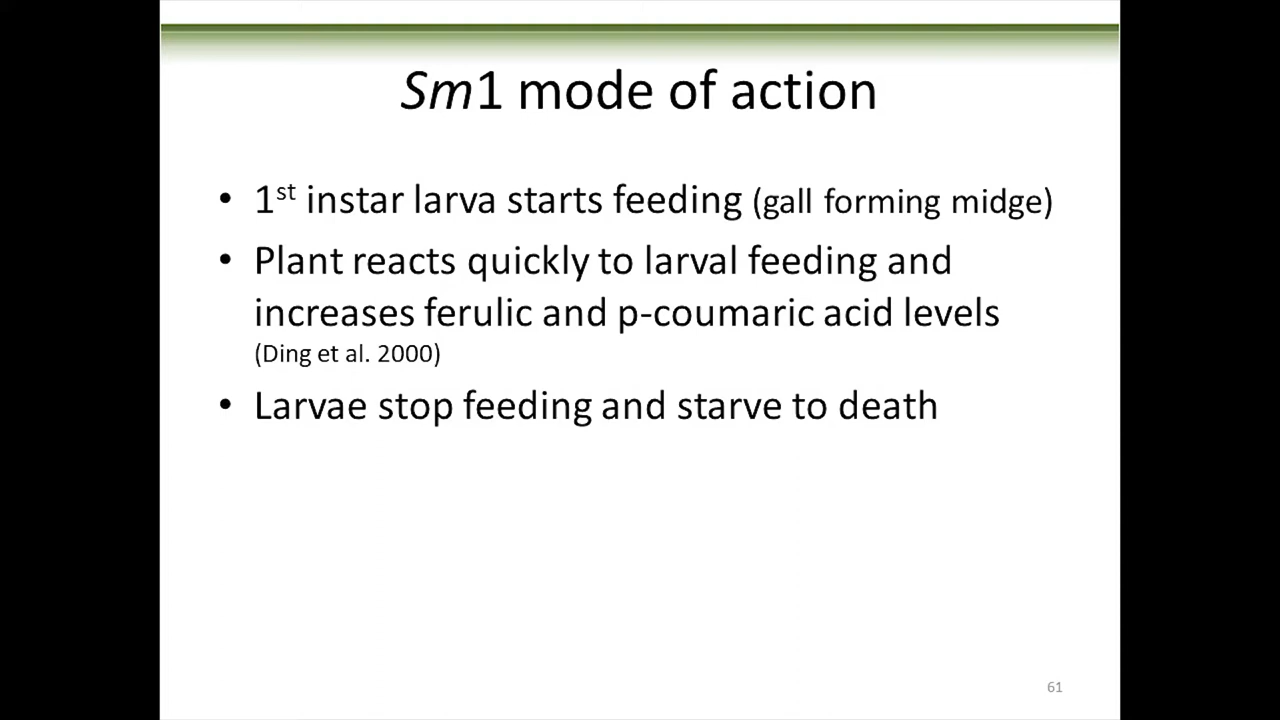 Sm1 mode of action
• 1st instar larva starts feeding (gall forming midge)
• Plant reacts quickly to larval feeding and
increases ferulic and p-coumaric acid levels
(Ding et al. 2000)
• Larvae stop feeding and starve to death
61